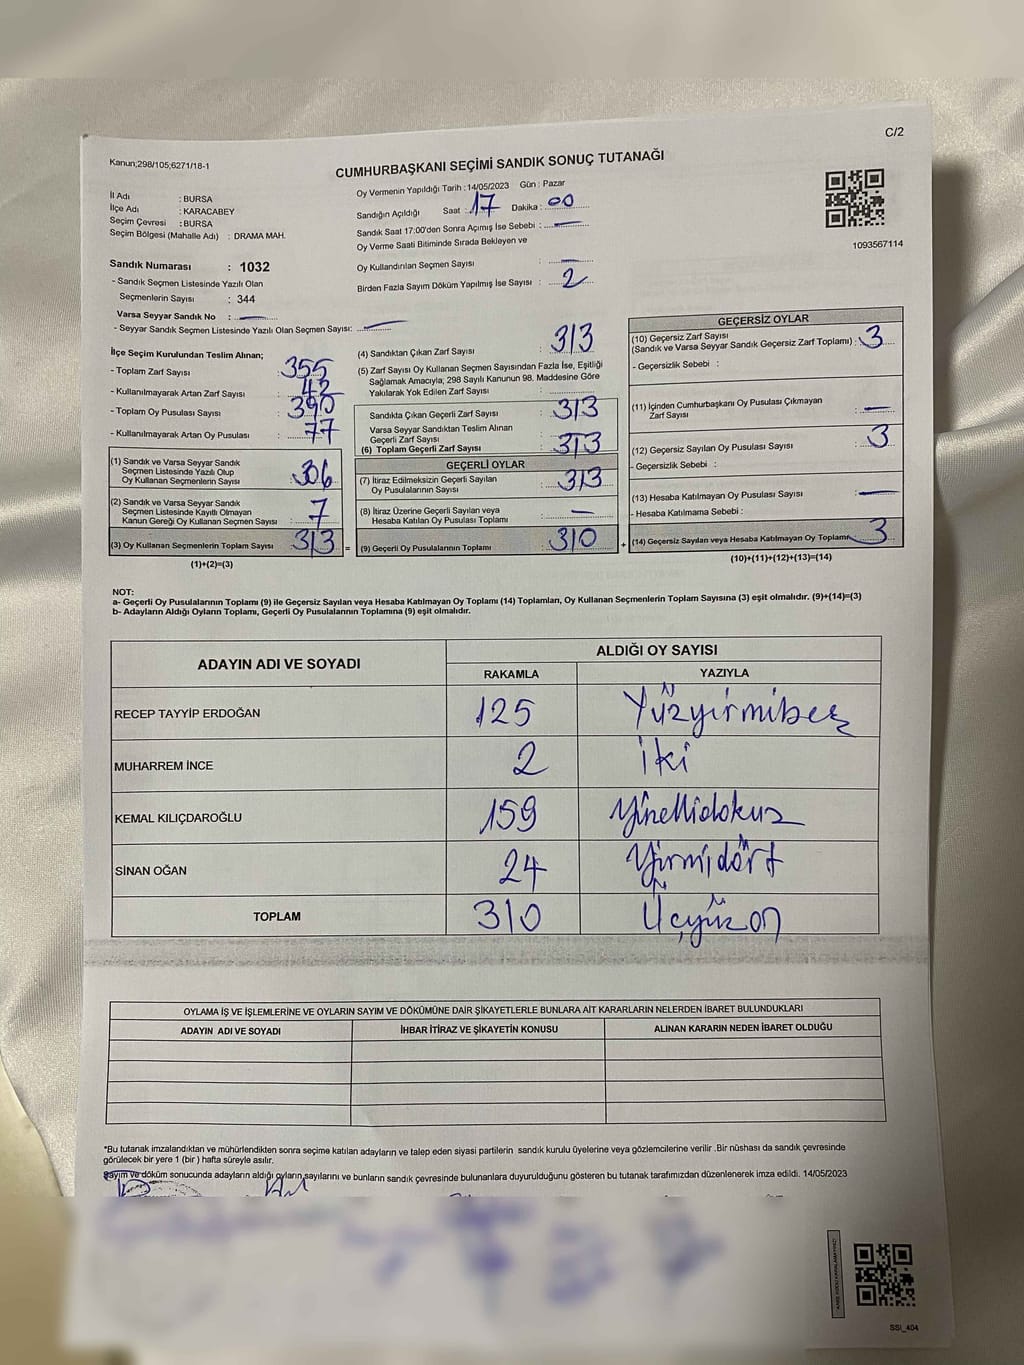 C/2
Kanun;298/105;6271/18-1
CUMHURBAŞKANI SEÇİMİ SANDIK SONUÇ TUTANAĞI
İl Adı : BURSA
İlçe Adı : KARACABEY
Seçim Çevresi : BURSA
Seçim Bölgesi (Mahalle Adı) : DRAMA MAH.
Oy Vermenin Yapıldığı Tarih :14/05/2023 Gün : Pazar
Sandığın Açıldığı Saat : 17 Dakika : 00
Sandık Saat 17:00'den Sonra Açımış İse Sebebi : —
Oy Verme Saati Bitiminde Sırada Bekleyen ve
Oy Kullandırılan Seçmen Sayısı : —
Birden Fazla Sayım Döküm Yapılmış İse Sayısı : 2
1093567114
Sandık Numarası : 1032
- Sandık Seçmen Listesinde Yazılı Olan
Seçmenlerin Sayısı : 344
Varsa Seyyar Sandık No : —
- Seyyar Sandık Seçmen Listesinde Yazılı Olan Seçmen Sayısı: —
İlçe Seçim Kurulundan Teslim Alınan;
- Toplam Zarf Sayısı : 355
- Kullanılmayarak Artan Zarf Sayısı : 42
- Toplam Oy Pusulası Sayısı : 390
- Kullanılmayarak Artan Oy Pusulası : 77
(1) Sandık ve Varsa Seyyar Sandık
Seçmen Listesinde Yazılı Olup
Oy Kullanan Seçmenlerin Sayısı : 306
(2) Sandık ve Varsa Seyyar Sandık
Seçmen Listesinde Kayıtlı Olmayan
Kanun Gereği Oy Kullanan Seçmen Sayısı : 7
(3) Oy Kullanan Seçmenlerin Toplam Sayısı : 313 =
(1)+(2)=(3)
(4) Sandıktan Çıkan Zarf Sayısı : 313
(5) Zarf Sayısı Oy Kullanan Seçmen Sayısından Fazla İse, Eşitliği
Sağlamak Amacıyla, 298 Sayılı Kanunun 98. Maddesine Göre
Yakılarak Yok Edilen Zarf Sayısı :
Sandıkta Çıkan Geçerli Zarf Sayısı : 313
Varsa Seyyar Sandıktan Teslim Alınan
Geçerli Zarf Sayısı :
(6) Toplam Geçerli Zarf Sayısı : 313
GEÇERLİ OYLAR
(7) İtiraz Edilmeksizin Geçerli Sayılan
Oy Pusulalarının Sayısı : 313
(8) İtiraz Üzerine Geçerli Sayılan veya
Hesaba Katılan Oy Pusulası Toplamı : —
(9) Geçerli Oy Pusulalarının Toplamı : 310 +
GEÇERSİZ OYLAR
(10) Geçersiz Zarf Sayısı
(Sandık ve Varsa Seyyar Sandık Geçersiz Zarf Toplamı) : 3
- Geçersizlik Sebebi :
(11) İçinden Cumhurbaşkanı Oy Pusulası Çıkmayan
Zarf Sayısı : —
(12) Geçersiz Sayılan Oy Pusulası Sayısı : 3
- Geçersizlik Sebebi :
(13) Hesaba Katılmayan Oy Pusulası Sayısı : —
- Hesaba Katılmama Sebebi :
(14) Geçersiz Sayılan veya Hesaba Katılmayan Oy Toplamı : 3
(10)+(11)+(12)+(13)=(14)
NOT:
a- Geçerli Oy Pusulalarının Toplamı (9) ile Geçersiz Sayılan veya Hesaba Katılmayan Oy Toplamı (14) Toplamları, Oy Kullanan Seçmenlerin Toplam Sayısına (3) eşit olmalıdır. (9)+(14)=(3)
b- Adayların Aldığı Oyların Toplamı, Geçerli Oy Pusulalarının Toplamına (9) eşit olmalıdır.
ADAYIN ADI VE SOYADI ALDIĞI OY SAYISI
RAKAMLA YAZIYLA
RECEP TAYYİP ERDOĞAN 125 Yüzyirmibeş
MUHARREM İNCE 2 İki
KEMAL KILIÇDAROĞLU 159 Yüzellidokuz
SİNAN OĞAN 24 Yirmidört
TOPLAM 310 Üçyüzon
OYLAMA İŞ VE İŞLEMLERİNE VE OYLARIN SAYIM VE DÖKÜMÜNE DAİR ŞİKAYETLERLE BUNLARA AİT KARARLARIN NELERDEN İBARET BULUNDUKLARI
ADAYIN ADI VE SOYADI İHBAR İTİRAZ VE ŞİKAYETİN KONUSU ALINAN KARARIN NEDEN İBARET OLDUĞU
*Bu tutanak imzalandıktan ve mühürlendikten sonra seçime katılan adayların ve talep eden siyasi partilerin sandık kurulu üyelerine ve/veya gözlemcilerine verilir .Bir nüshası da sandık çevresinde
görülecek bir yere 1 (bir ) hafta süreyle asılır.
Sayım ve döküm sonucunda adayların aldığı oyların sayılarını ve bunların sandık çevresinde bulunanlara duyurulduğunu gösteren bu tutanak tarafımızdan düzenlenerek imza edildi. 14/05/2023
SSI_404